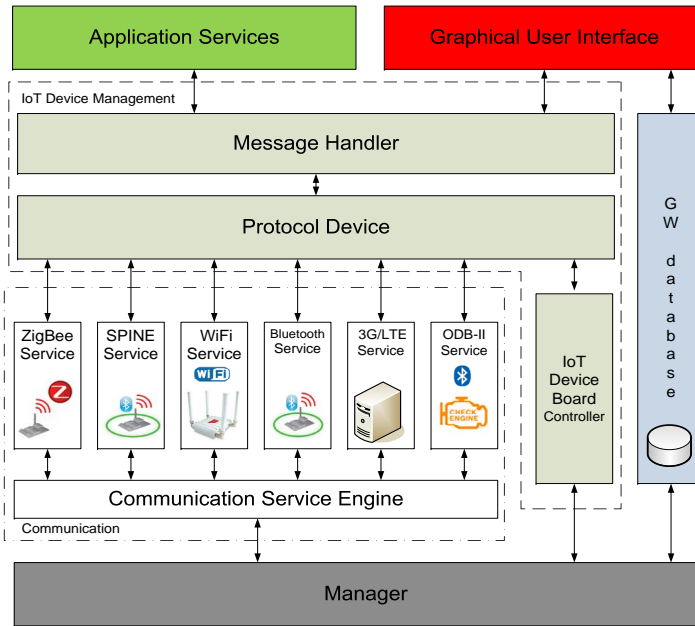 Application Services
Graphical User Interface
IoT Device Management
Message Handler
Protocol Device
GW database
ZigBee
Service
SPINE
Service
WiFi
Service
WiFi
Bluetooth
Service
3G/LTE
Service
ODB-II
Service
CHECK
ENGINE
IoT
Device
Board
Controller
Communication Service Engine
Communication
Manager